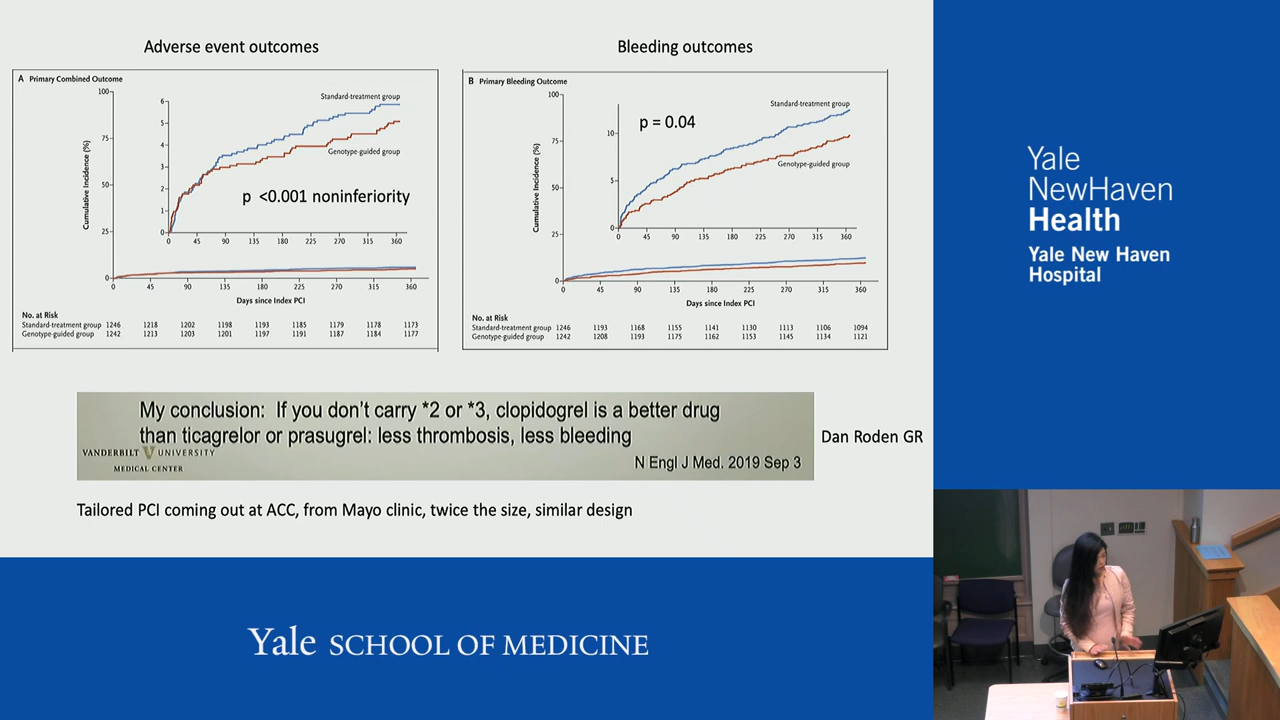 Adverse event outcomes
Bleeding outcomes
A Primary Combined Outcome
Cumulative Incidence (%)
100
75
50
25
0
6
5
4
3
2
1
0
Standard-treatment group
Genotype-guided group
p <0.001 noninferiority
0 45 90 135 180 225 270 315 360
0 45 90 135 180 225 270 315 360
Days since Index PCI
No. at Risk
Standard-treatment group 1246 1218 1202 1198 1193 1185 1179 1178 1173
Genotype-guided group 1242 1213 1203 1201 1197 1191 1187 1184 1177
B Primary Bleeding Outcome
Cumulative Incidence (%)
100
75
50
25
0
10
5
0
Standard-treatment group
p = 0.04
Genotype-guided group
0 45 90 135 180 225 270 315 360
0 45 90 135 180 225 270 315 360
Days since Index PCI
No. at Risk
Standard-treatment group 1246 1193 1168 1155 1141 1130 1113 1106 1094
Genotype-guided group 1242 1208 1193 1175 1162 1153 1145 1134 1121
My conclusion: If you don't carry *2 or *3, clopidogrel is a better drug
than ticagrelor or prasugrel: less thrombosis, less bleeding
VANDERBILT V UNIVERSITY
MEDICAL CENTER
N Engl J Med. 2019 Sep 3
Dan Roden GR
Tailored PCI coming out at ACC, from Mayo clinic, twice the size, similar design
Yale
NewHaven
Health
Yale New Haven
Hospital
Yale SCHOOL OF MEDICINE